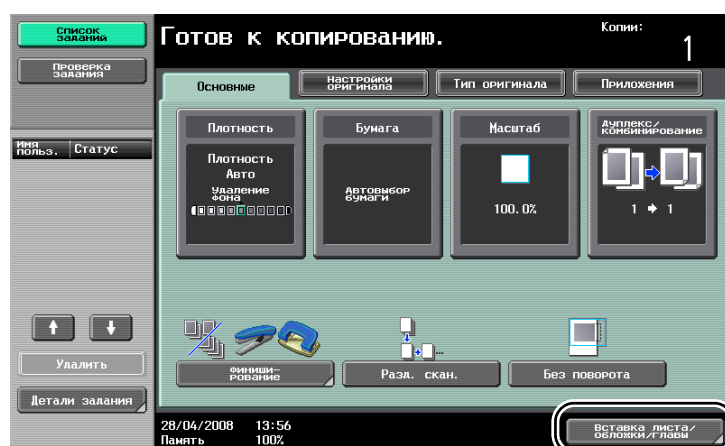 Список
заданий
Проверка
задания
Имя
польз.
Статус
Удалить
Детали задания
Готов к копированию.
Копии:
1
Основные
Настройки
оригинала
Тип оригинала
Приложения
Плотность
Плотность
Авто
Удаление
фона
Бумага
Автовыбор
бумаги
Масштаб
100.0%
Дуплекс/
Комбинирование
1 → 1
Финиши-
рование
Разд. скан.
Без поворота
28/04/2008 13:56
Память 100%
Вставка листа/
обложки/главы